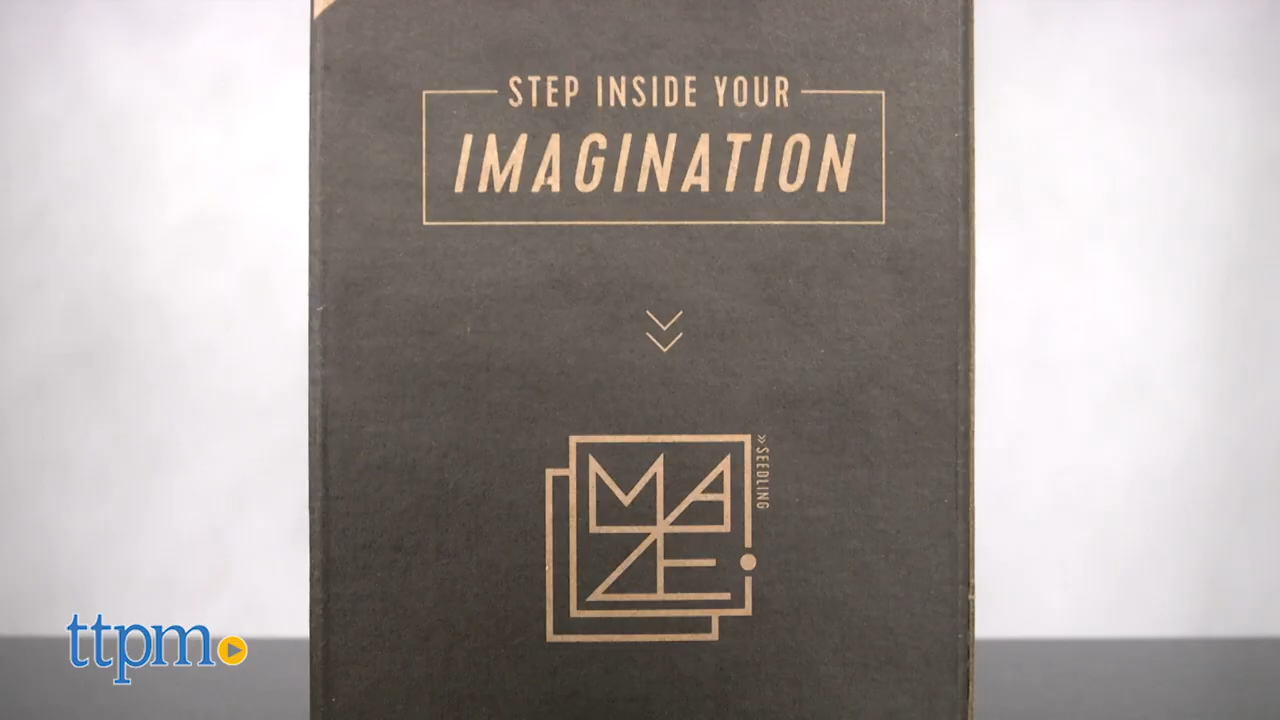 STEP INSIDE YOUR
IMAGINATION
MAZE
»SEEDLING
ttpm